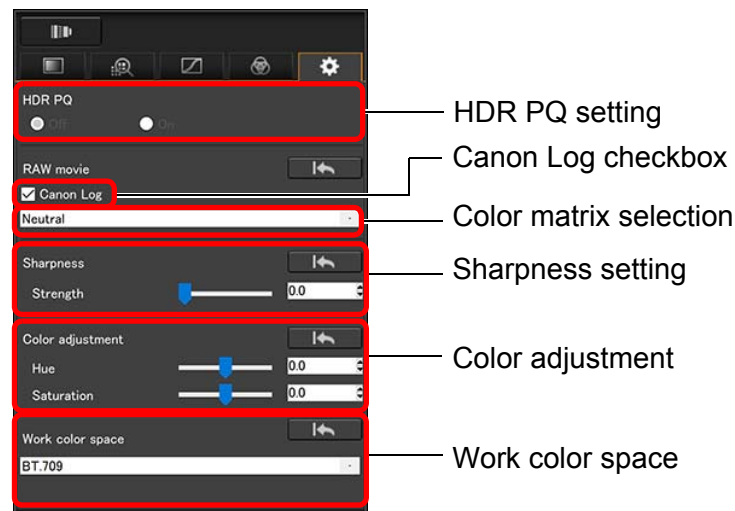 HDR PQ
Off On
HDR PQ setting
RAW movie
Canon Log
Canon Log checkbox
Neutral
Color matrix selection
Sharpness
Strength 0.0
Sharpness setting
Color adjustment
Hue 0.0
Saturation 0.0
Color adjustment
Work color space
BT.709
Work color space